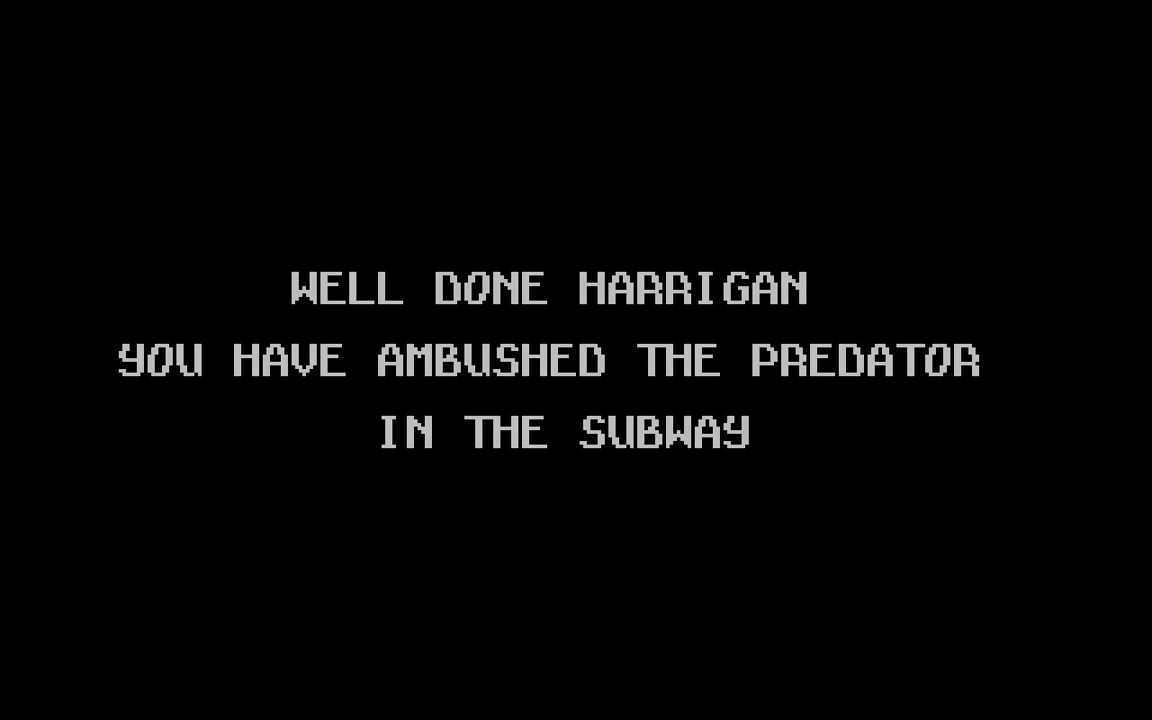 WELL DONE HARRIGAN
YOU HAVE AMBUSHED THE PREDATOR
IN THE SUBWAY